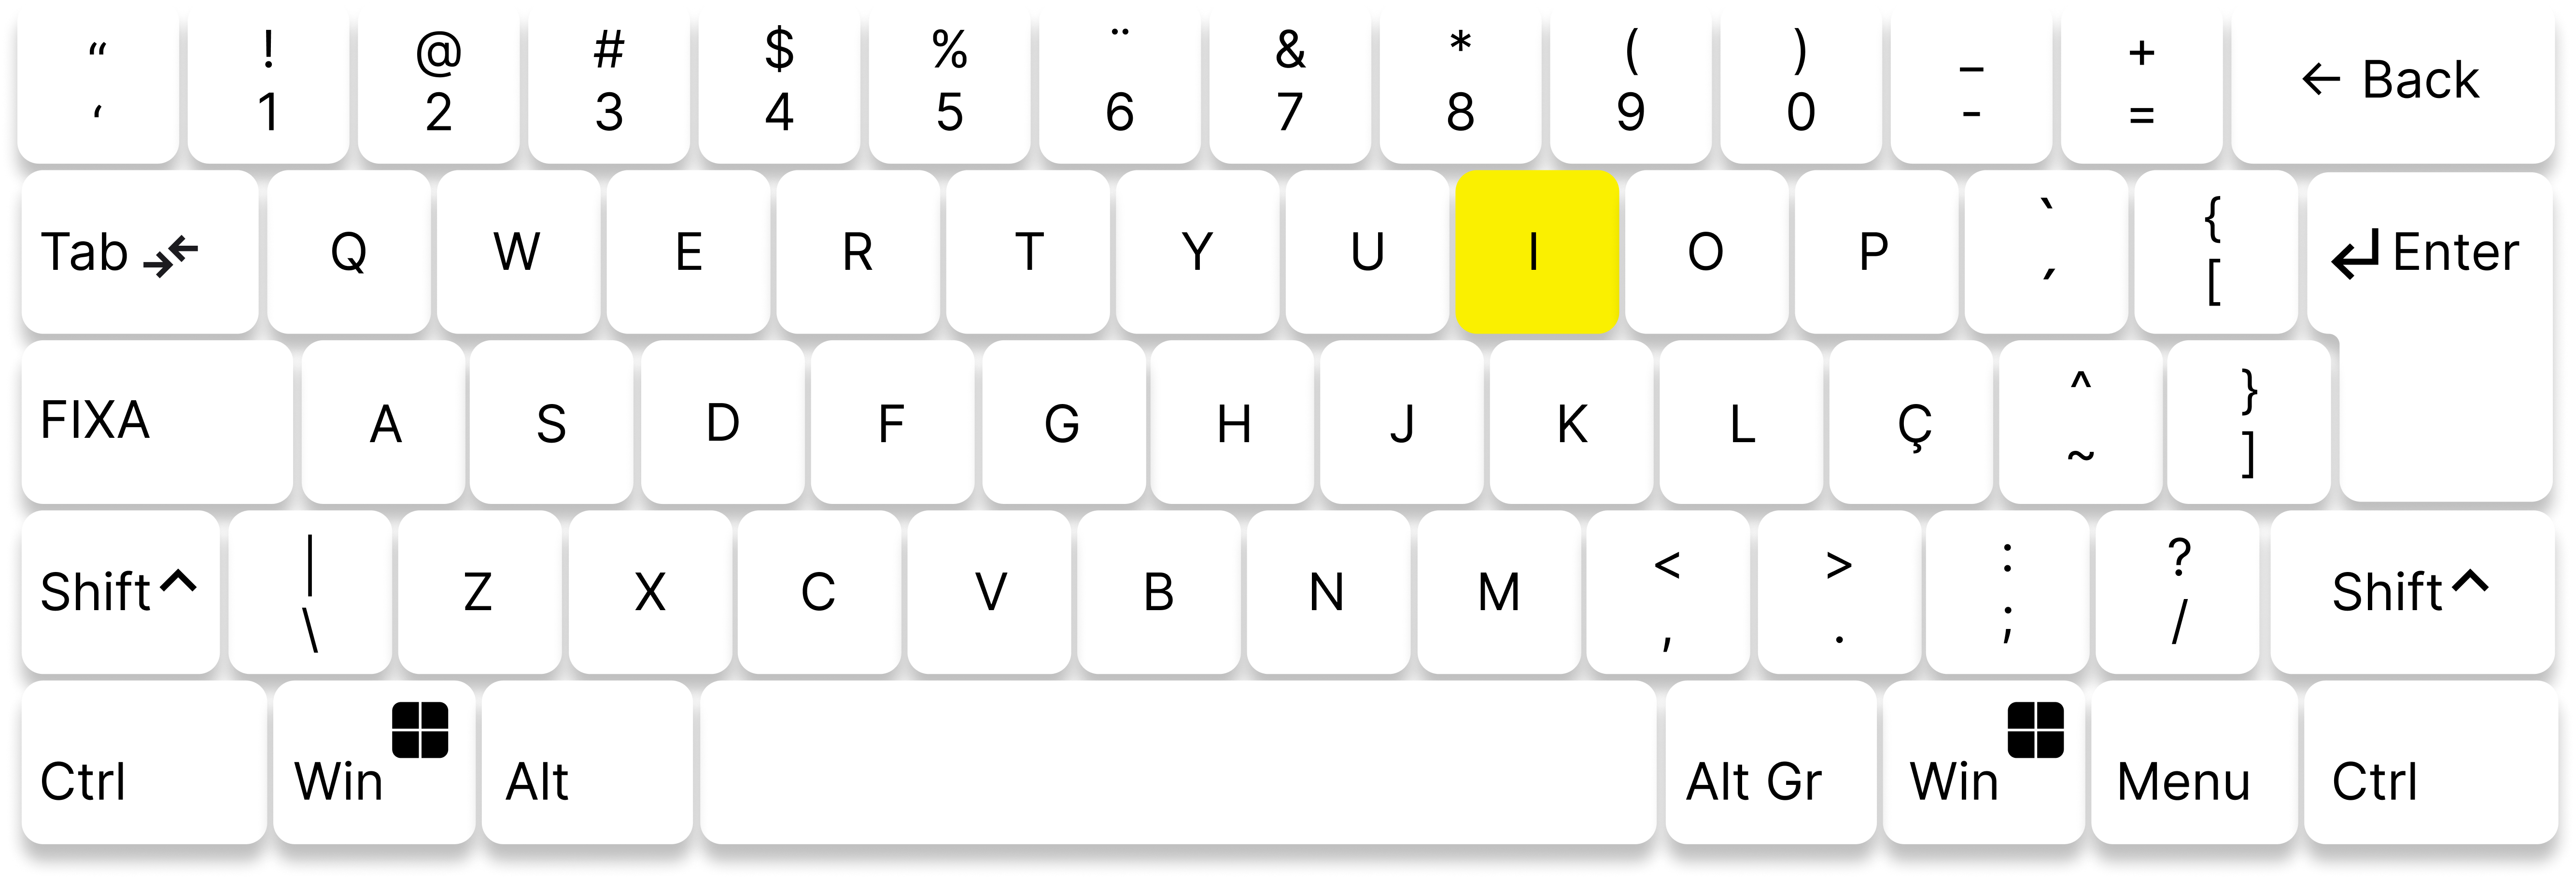 “ ! @ # $ % ¨ & * ( ) _ + ← Back
‘ 1 2 3 4 5 6 7 8 9 0 - =
Tab Q W E R T Y U I O P ` { Enter
´ [
FIXA A S D F G H J K L Ç ^ }
~ ]
Shift | Z X C V B N M < > : ? Shift
\ , . ; /
Ctrl Win Alt Alt Gr Win Menu Ctrl